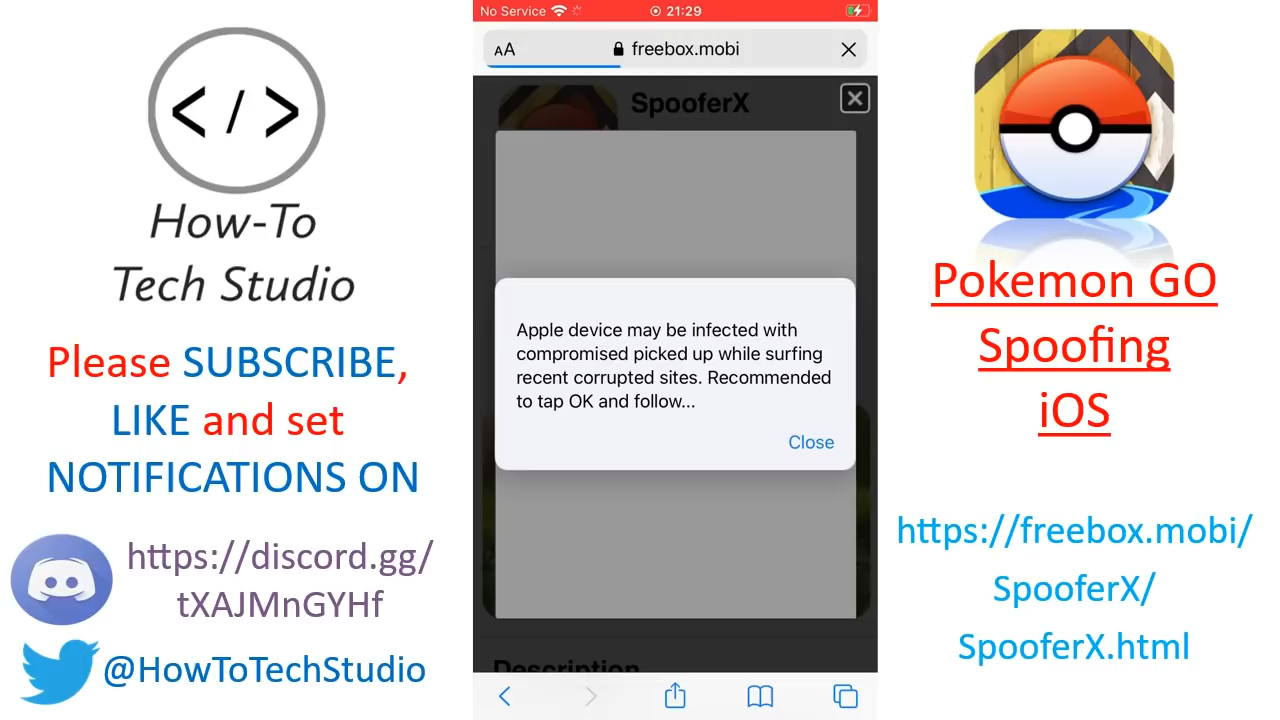 </>
How-To
Tech Studio
Please SUBSCRIBE,
LIKE and set
NOTIFICATIONS ON
https://discord.gg/
tXAJMnGYHf
@HowToTechStudio
No Service 21:29
AA freebox.mobi
SpooferX
Apple device may be infected with
compromised picked up while surfing
recent corrupted sites. Recommended
to tap OK and follow...
Close
Description
Pokemon GO
Spoofing
iOS
https://freebox.mobi/
SpooferX/
SpooferX.html